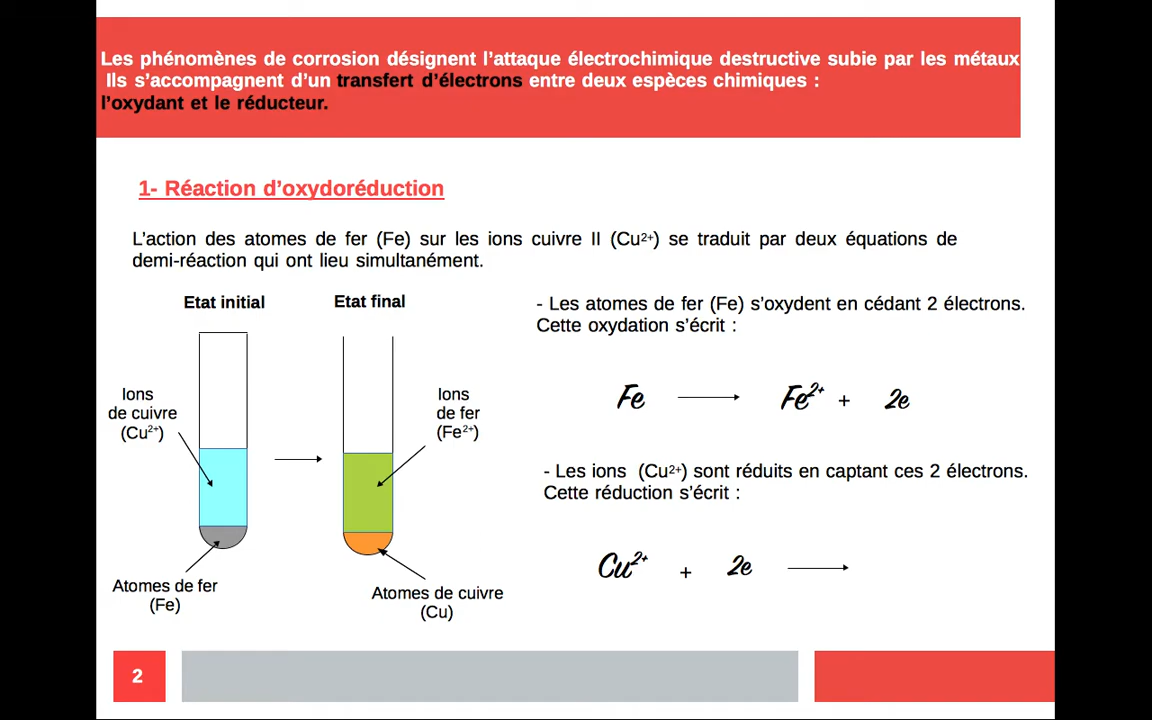 Les phénomènes de corrosion désignent l’attaque électrochimique destructive subie par les métaux
Ils s’accompagnent d’un transfert d’électrons entre deux espèces chimiques :
l’oxydant et le réducteur.
1- Réaction d’oxydoréduction
L’action des atomes de fer (Fe) sur les ions cuivre II (Cu²⁺) se traduit par deux équations de
demi-réaction qui ont lieu simultanément.
Etat initial
Etat final
Ions
de cuivre
(Cu²⁺)
Ions
de fer
(Fe²⁺)
Atomes de fer
(Fe)
Atomes de cuivre
(Cu)
- Les atomes de fer (Fe) s’oxydent en cédant 2 électrons.
Cette oxydation s’écrit :
Fe → Fe²⁺ + 2e
- Les ions (Cu²⁺) sont réduits en captant ces 2 électrons.
Cette réduction s’écrit :
Cu²⁺ + 2e →
2